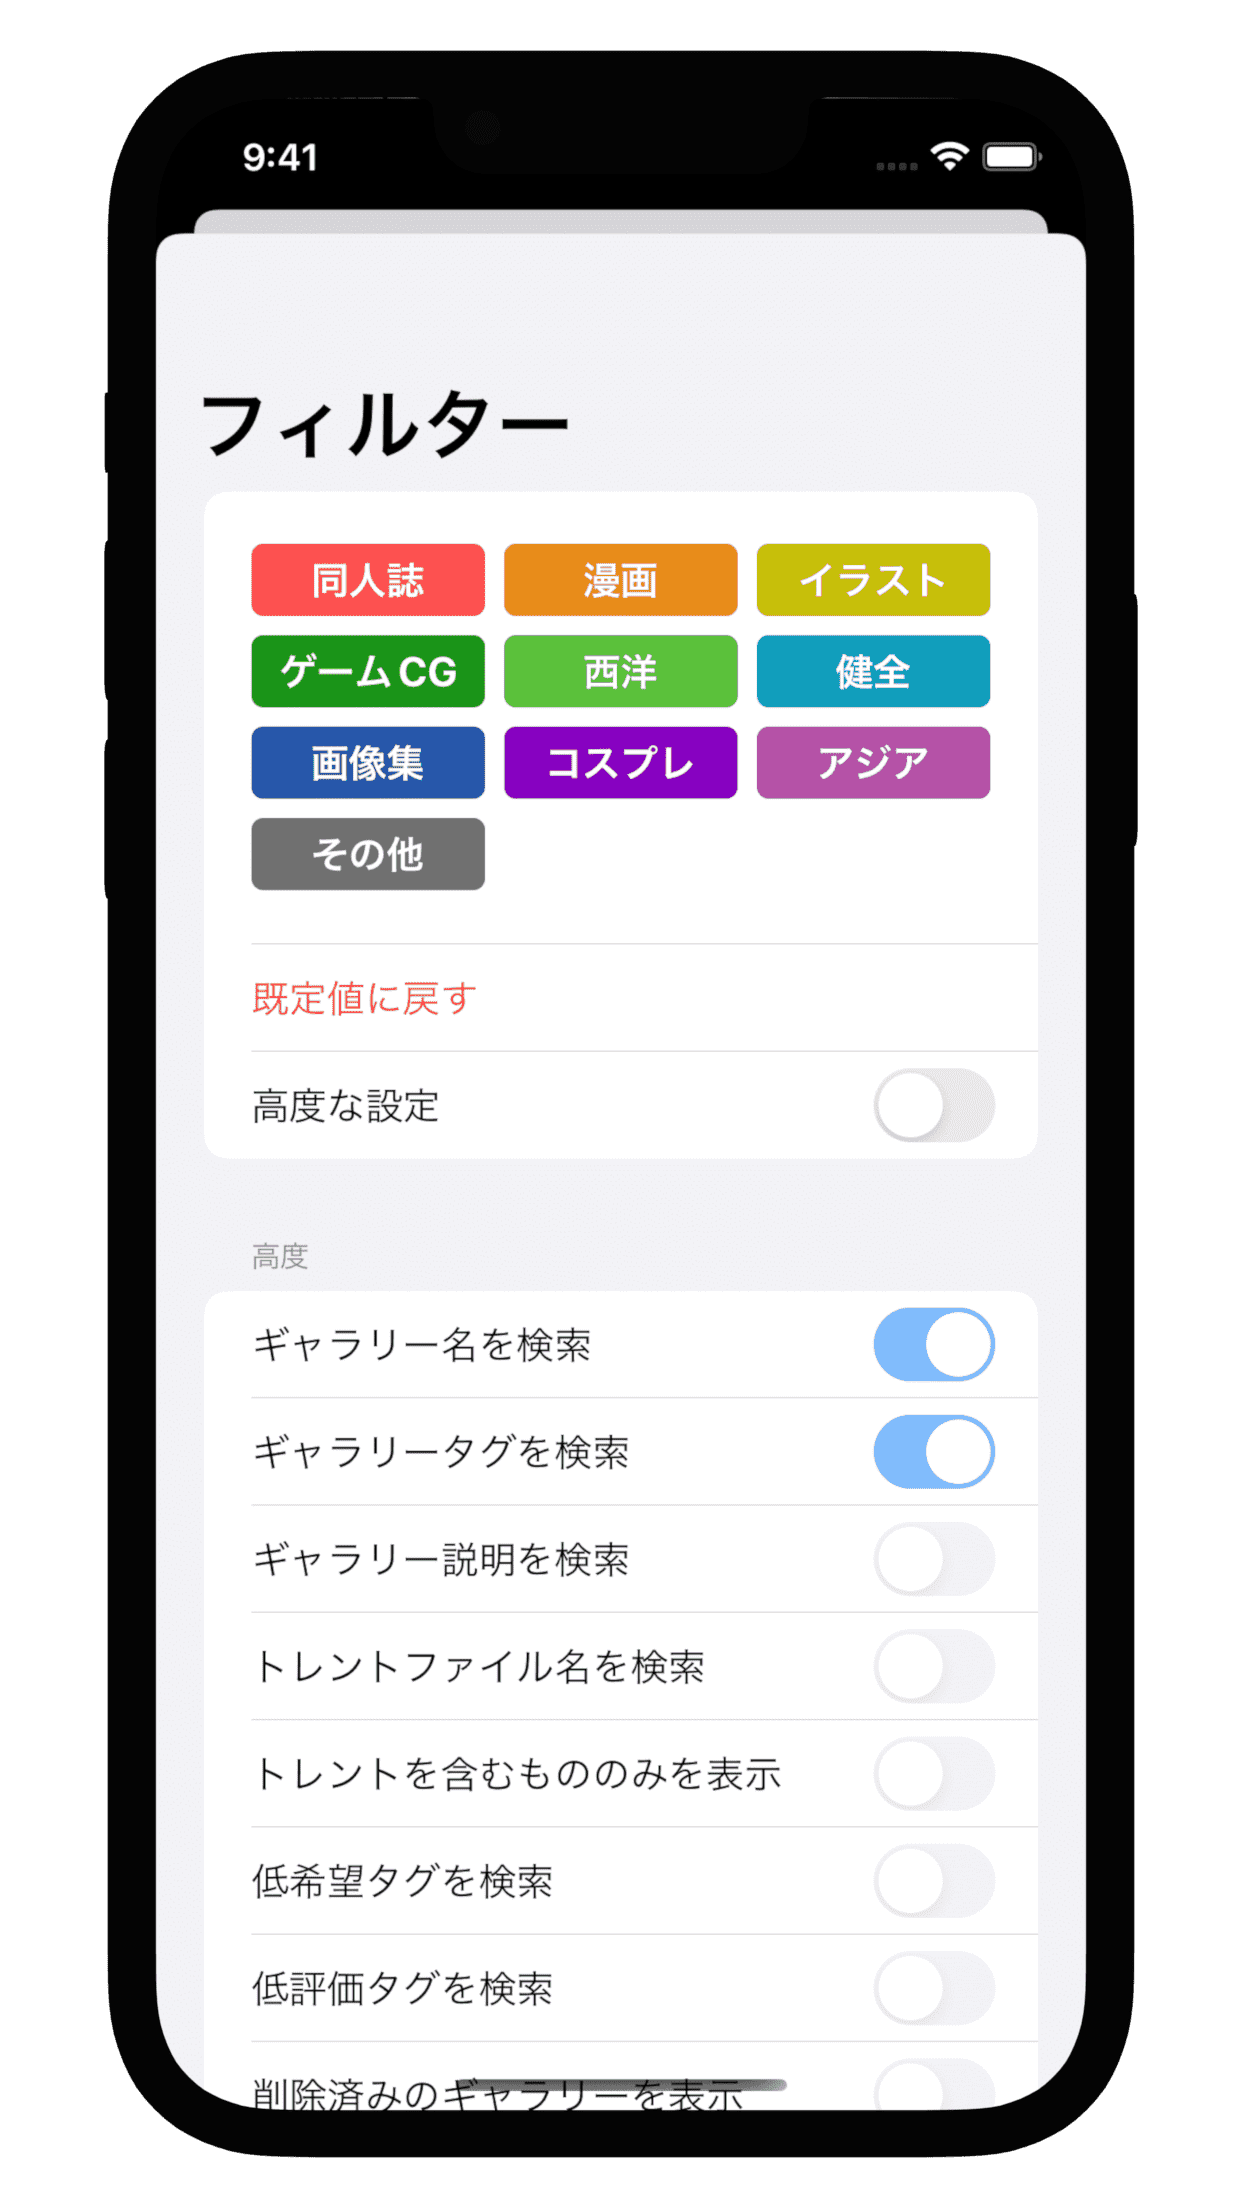 9:41
フィルター
同人誌 漫画 イラスト
ゲームCG 西洋 健全
画像集 コスプレ アジア
その他
既定値に戻す
高度な設定
高度
ギャラリー名を検索
ギャラリータグを検索
ギャラリー説明を検索
トレントファイル名を検索
トレントを含むもののみを表示
低希望タグを検索
低評価タグを検索
削除済みのギャラリーを表示